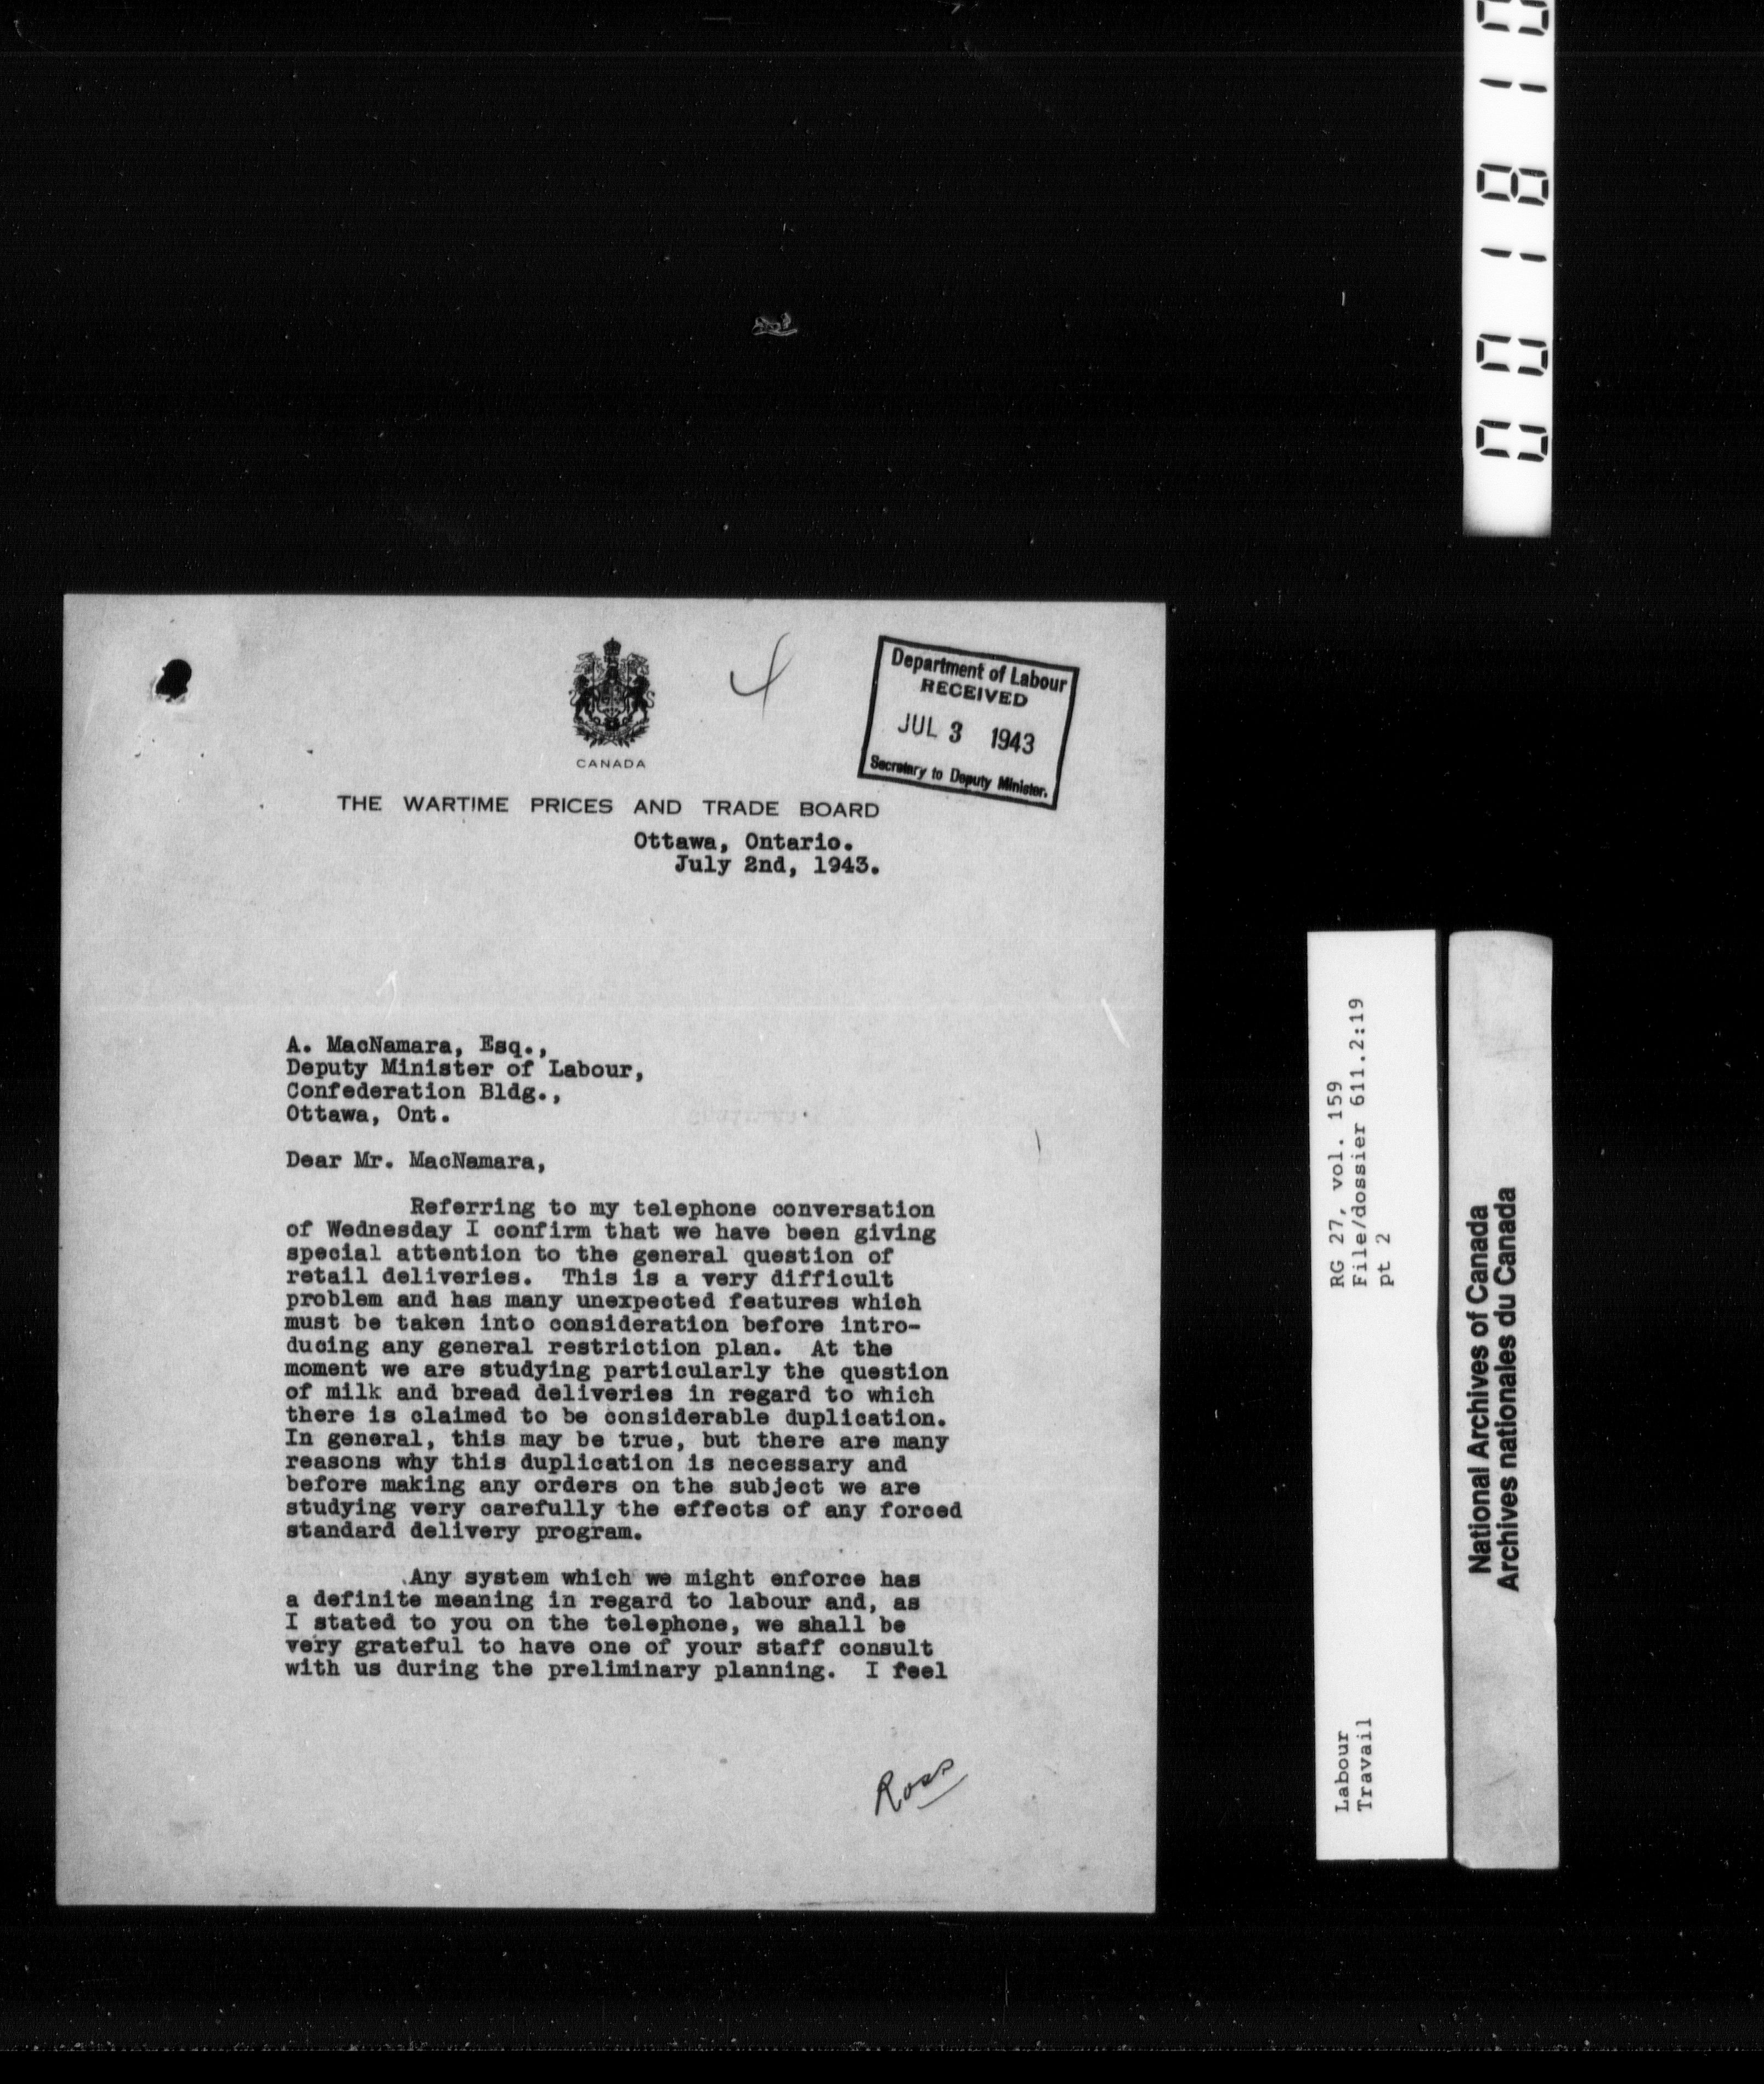 CANADA
4
Department of Labour
RECEIVED
JUL 3 1943
Secretary to Deputy Minister.
THE WARTIME PRICES AND TRADE BOARD
Ottawa, Ontario.
July 2nd, 1943.
A. MacNamara, Esq.,
Deputy Minister of Labour,
Confederation Bldg.,
Ottawa, Ont.
Dear Mr. MacNamara,
Referring to my telephone conversation
of Wednesday I confirm that we have been giving
special attention to the general question of
retail deliveries. This is a very difficult
problem and has many unexpected features which
must be taken into consideration before intro-
ducing any general restriction plan. At the
moment we are studying particularly the question
of milk and bread deliveries in regard to which
there is claimed to be considerable duplication.
In general, this may be true, but there are many
reasons why this duplication is necessary and
before making any orders on the subject we are
studying very carefully the effects of any forced
standard delivery program.
Any system which we might enforce has
a definite meaning in regard to labour and, as
I stated to you on the telephone, we shall be
very grateful to have one of your staff consult
with us during the preliminary planning. I feel
Ross
Labour
Travail
RG 27, vol. 159
File/dossier 611.2:19
pt 2
National Archives of Canada
Archives nationales du Canada